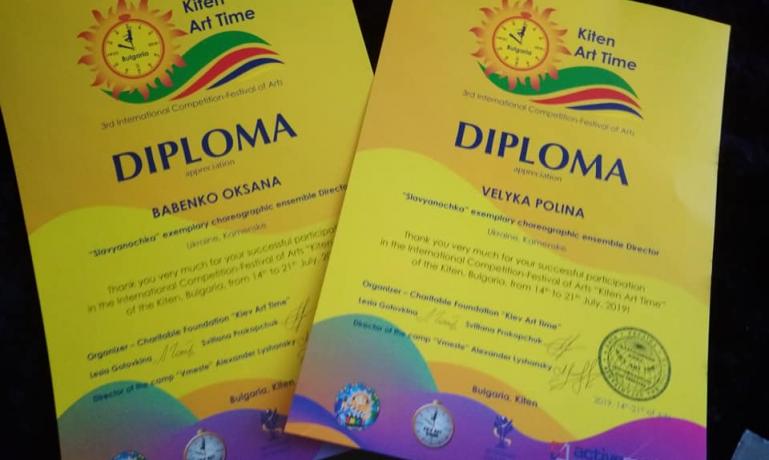 Kiten
Art Time
Bulgaria
3rd International Competition-Festival of Arts
DIPLOMA
appreciation
BABENKO OKSANA
"Slavyanochka" exemplary choreographic ensemble Directo
Ukraine, Kamenske
Thank you very much for your successful participation
in the International Competition-Festival of Arts "Kiten
of the Kiten, Bulgaria, from 14th to 21th July, 20
Organizer – Charitable Foundation "Kiev Art Time"
Lesia Golovkina Svitlana Prokopchuk
Director of the camp "Vmeste" Alexander Lyshansky
Bulgaria, Kiten
Kiten
Art Time
Bulgaria
3rd International Competition-Festival of Arts
DIPLOMA
appreciation
VELYKA POLINA
"Slavyanochka" exemplary choreographic ensemble Director
Ukraine, Kamenske
Thank you very much for your successful participation
in the International Competition-Festival of Arts "Kiten Art Time"
of the Kiten, Bulgaria, from 14th to 21th July, 2019!
Organizer – Charitable Foundation "Kiev Art Time"
Lesia Golovkina Svitlana Prokopchuk
Director of the camp "Vmeste" Alexander Lyshansky
Bulgaria, Kiten
2019, 14th-21st of
active